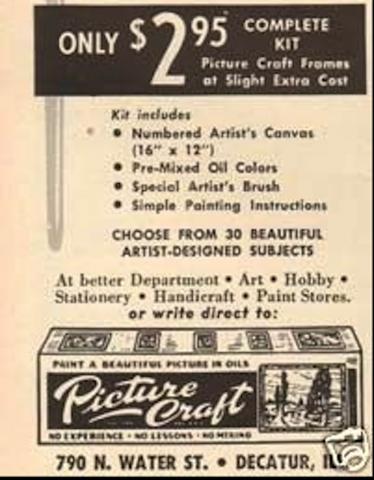 ONLY $2.95 COMPLETE KIT
Picture Craft Frames
at Slight Extra Cost
Kit includes
• Numbered Artist's Canvas
(16" x 12")
• Pre-Mixed Oil Colors
• Special Artist's Brush
• Simple Painting Instructions
CHOOSE FROM 30 BEAUTIFUL
ARTIST-DESIGNED SUBJECTS
At better Department • Art • Hobby •
Stationery • Handicraft • Paint Stores.
or write direct to:
PAINT A BEAUTIFUL PICTURE IN OILS
Picture
Craft
NO EXPERIENCE • NO LESSONS • NO MIXING
790 N. WATER ST. • DECATUR,